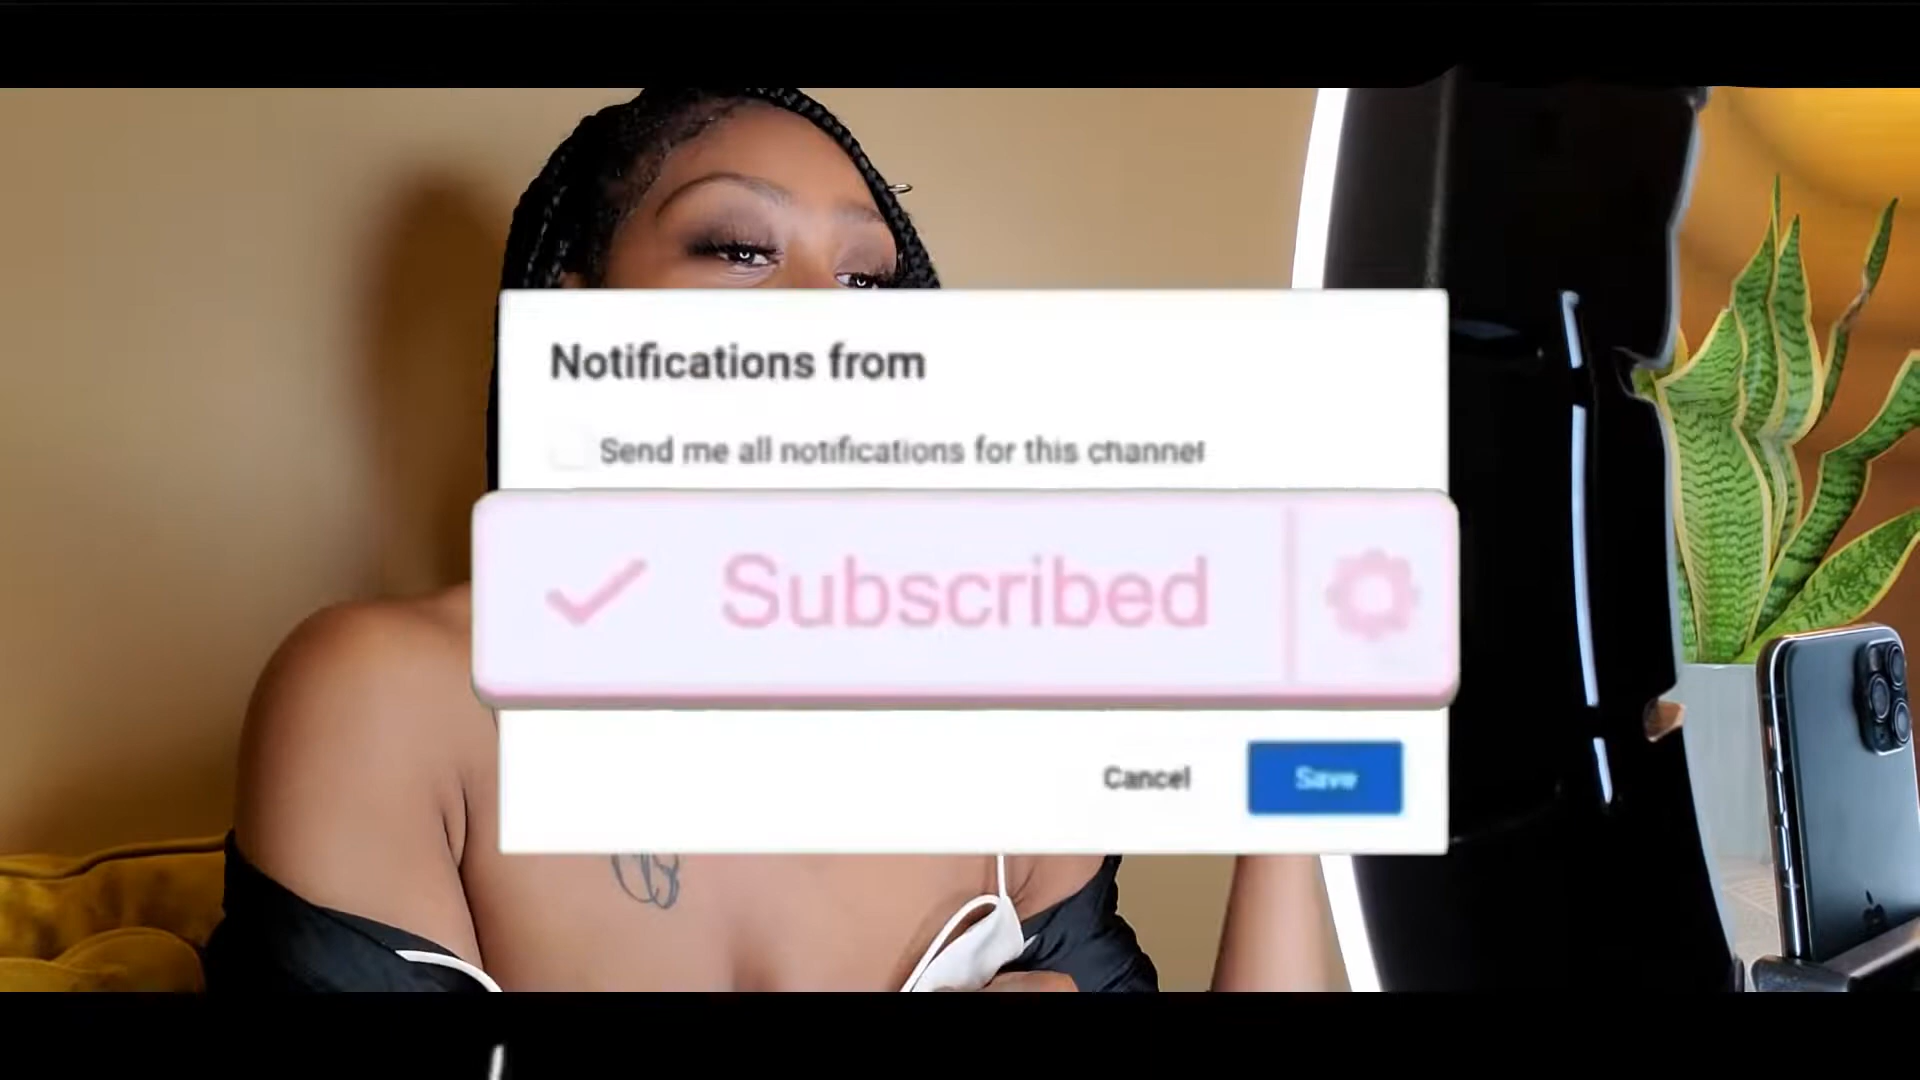 Notifications from
Send me all notifications for this channel
Subscribed
Cancel
Save